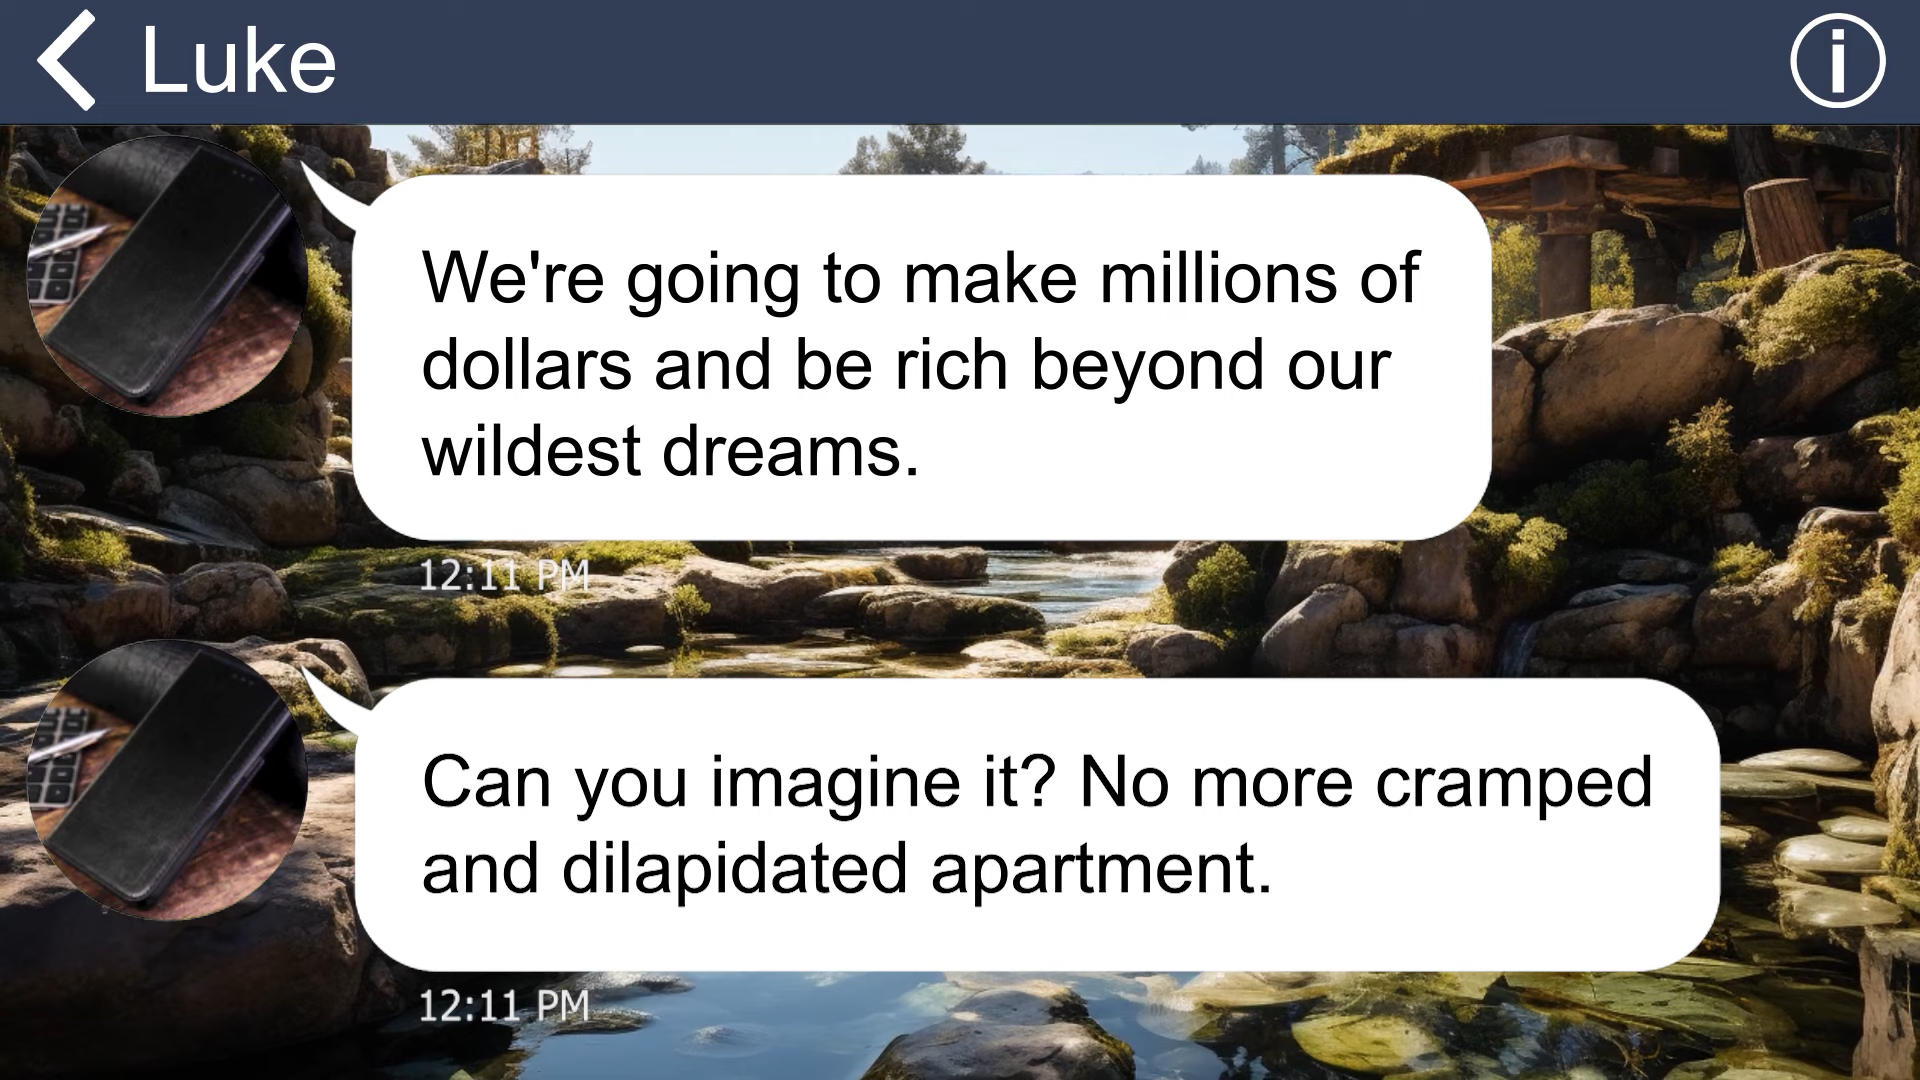 Luke
We're going to make millions of
dollars and be rich beyond our
wildest dreams.
12:11 PM
Can you imagine it? No more cramped
and dilapidated apartment.
12:11 PM